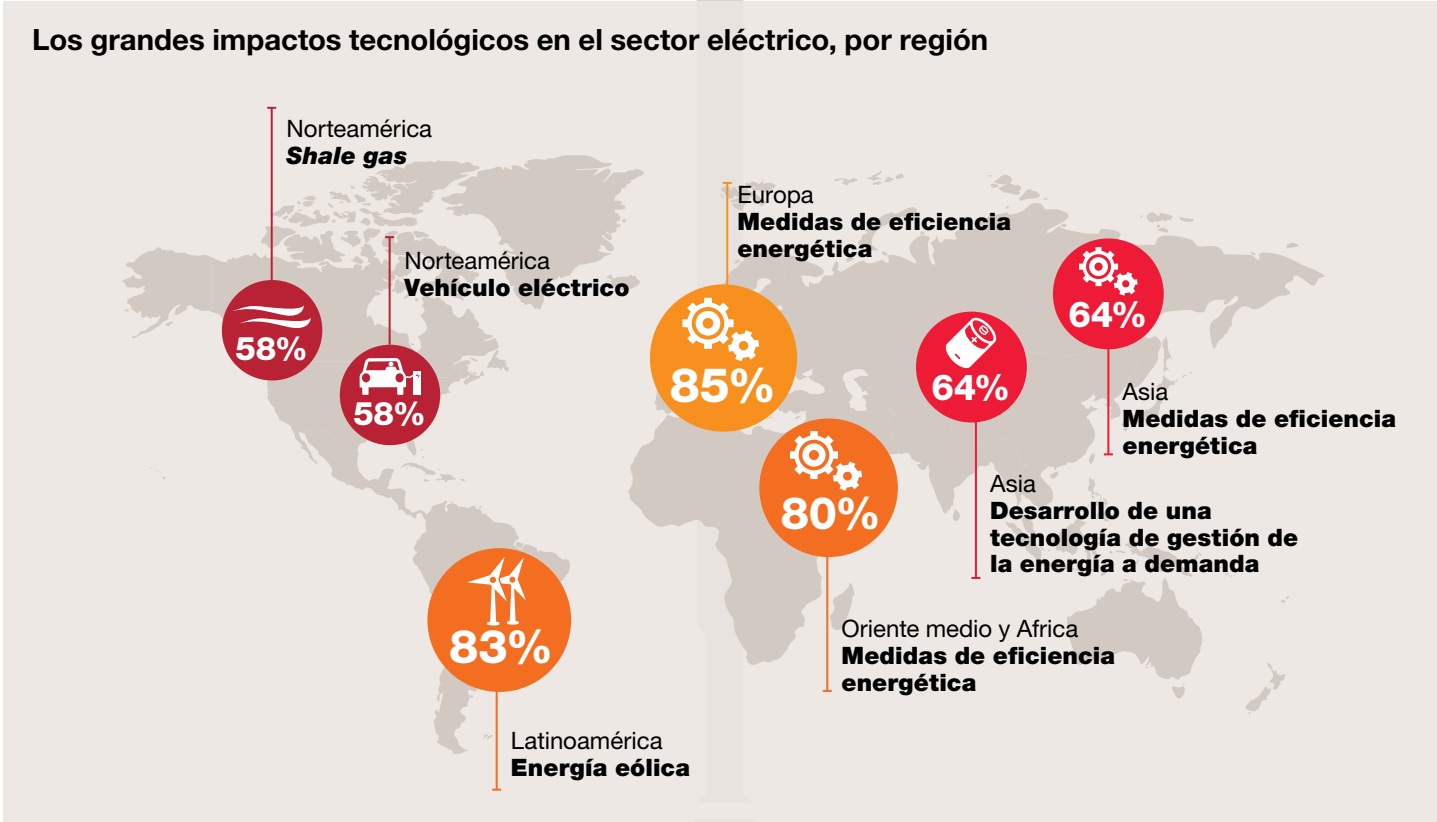 Los grandes impactos tecnológicos en el sector eléctrico, por región
Norteamérica
Shale gas
58%
Norteamérica
Vehículo eléctrico
58%
Europa
Medidas de eficiencia
energética
85%
64%
Asia
Medidas de eficiencia
energética
64%
Asia
Desarrollo de una
tecnología de gestión de
la energía a demanda
80%
Oriente medio y Africa
Medidas de eficiencia
energética
83%
Latinoamérica
Energía eólica